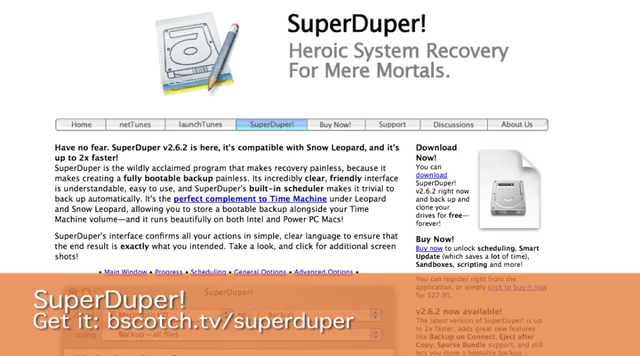 SuperDuper!
Heroic System Recovery
For Mere Mortals.
Home
netTunes
launchTunes
SuperDuper!
Buy Now!
Support
Discussions
About Us
Have no fear. SuperDuper v2.6.2 is here, it's compatible with Snow Leopard, and it's
up to 2x faster!
SuperDuper is the wildly acclaimed program that makes recovery painless, because it
makes creating a fully bootable backup painless. Its incredibly clear, friendly interface
is understandable, easy to use, and SuperDuper's built-in scheduler makes it trivial to
back up automatically. It's the perfect complement to Time Machine under Leopard
and Snow Leopard, allowing you to store a bootable backup alongside your Time
Machine volume—and it runs beautifully on both Intel and Power PC Macs!
SuperDuper's interface confirms all your actions in simple, clear language to ensure that
the end result is exactly what you intended. Take a look, and click for additional screen
shots!
• Main Window • Progress • Scheduling • General Options • Advanced Options •
Download
Now!
You can
download
SuperDuper!
v2.6.2 right now
and back up and
clone your
drives for free—
forever!
Buy Now!
Buy now to unlock scheduling, Smart
Update (which saves a lot of time),
Sandboxes, scripting and more!
You can register right from the
application, or simply click to buy it now
for $27.95.
v2.6.2 now available!
The latest version of SuperDuper! is up
to 2x faster, adds great new features
like Backup on Connect, Eject after
Copy, Sparse Bundle support, and still
lets you store a bootable backup
SuperDuper!
Backup
using
Backup - all files
SuperDuper!
Get it: bscotch.tv/superduper